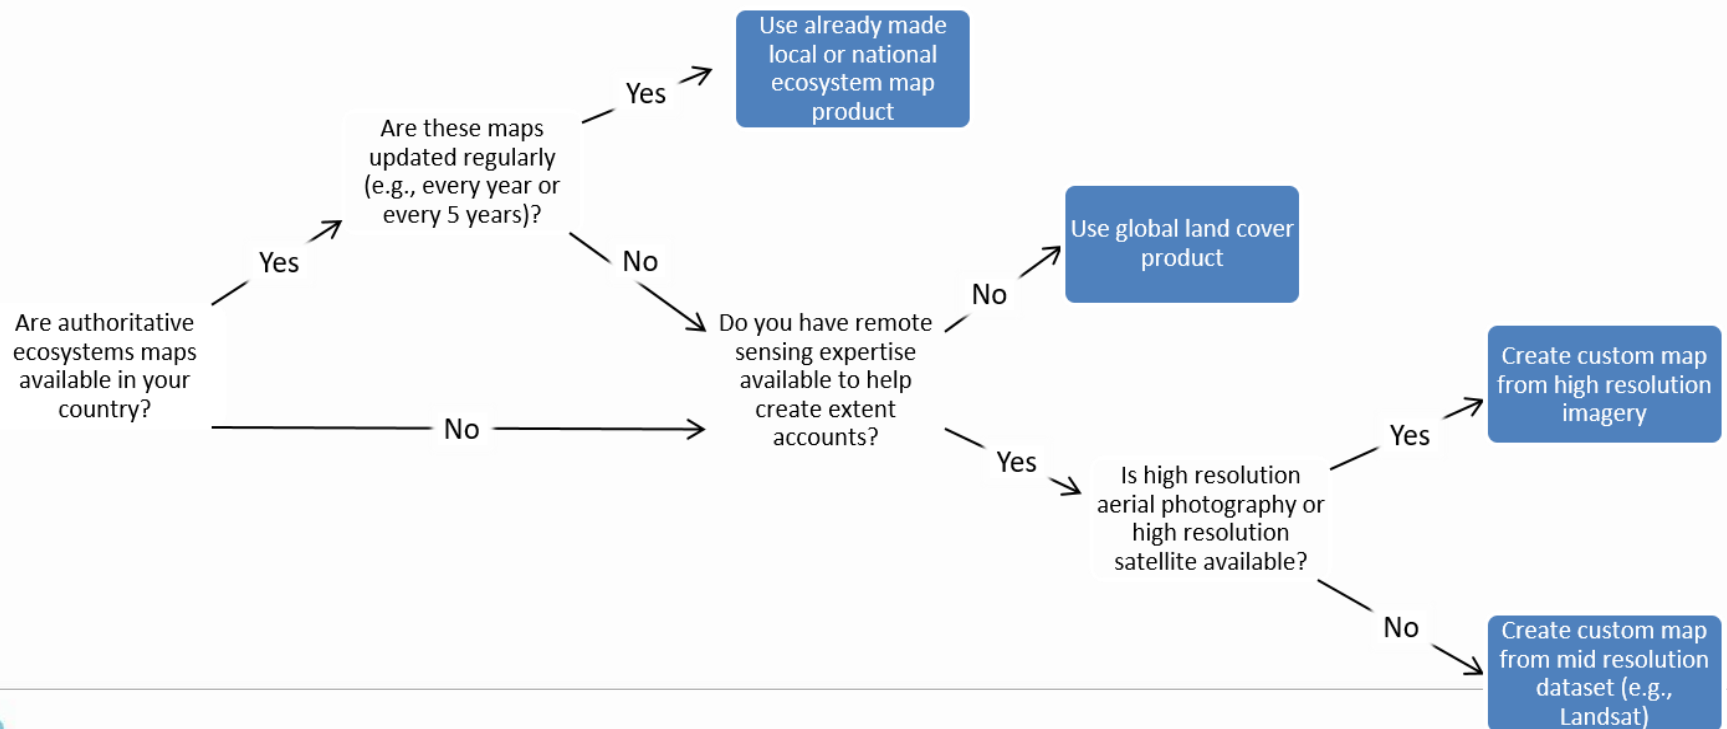 Use already made
local or national
ecosystem map
product
Yes
Are these maps
updated regularly
(e.g., every year or
every 5 years)?
Yes
No
Use global land cover
product
No
Are authoritative
ecosystems maps
available in your
country?
No
Do you have remote
sensing expertise
available to help
create extent
accounts?
Yes
Is high resolution
aerial photography or
high resolution
satellite available?
Yes
Create custom map
from high resolution
imagery
No
Create custom map
from mid resolution
dataset (e.g.,
Landsat)